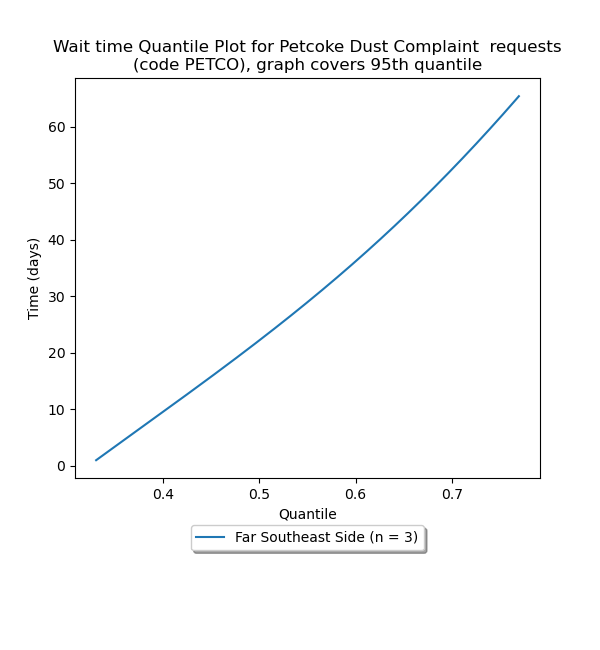 Wait time Quantile Plot for Petcoke Dust Complaint  requests
(code PETCO), graph covers 95th quantile
60
50
40
30
20
10
0
Time (days)
0.4 0.5 0.6 0.7
Quantile
Far Southeast Side (n = 3)